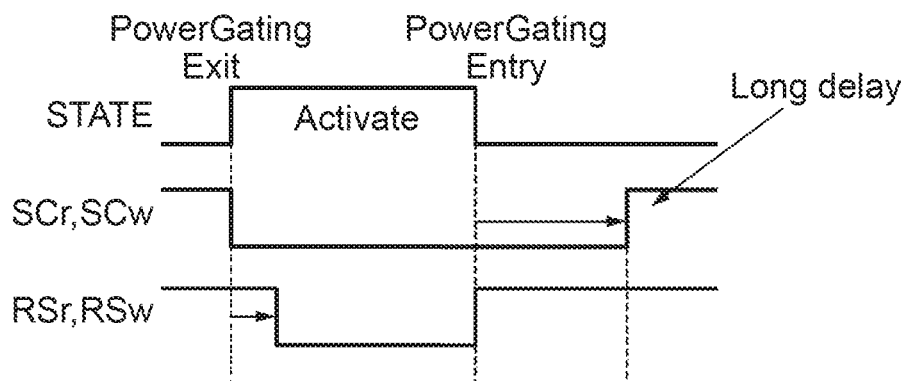 PowerGating
Exit
PowerGating
Entry
Long delay
STATE
Activate
SCr,SCw
RSr,RSw